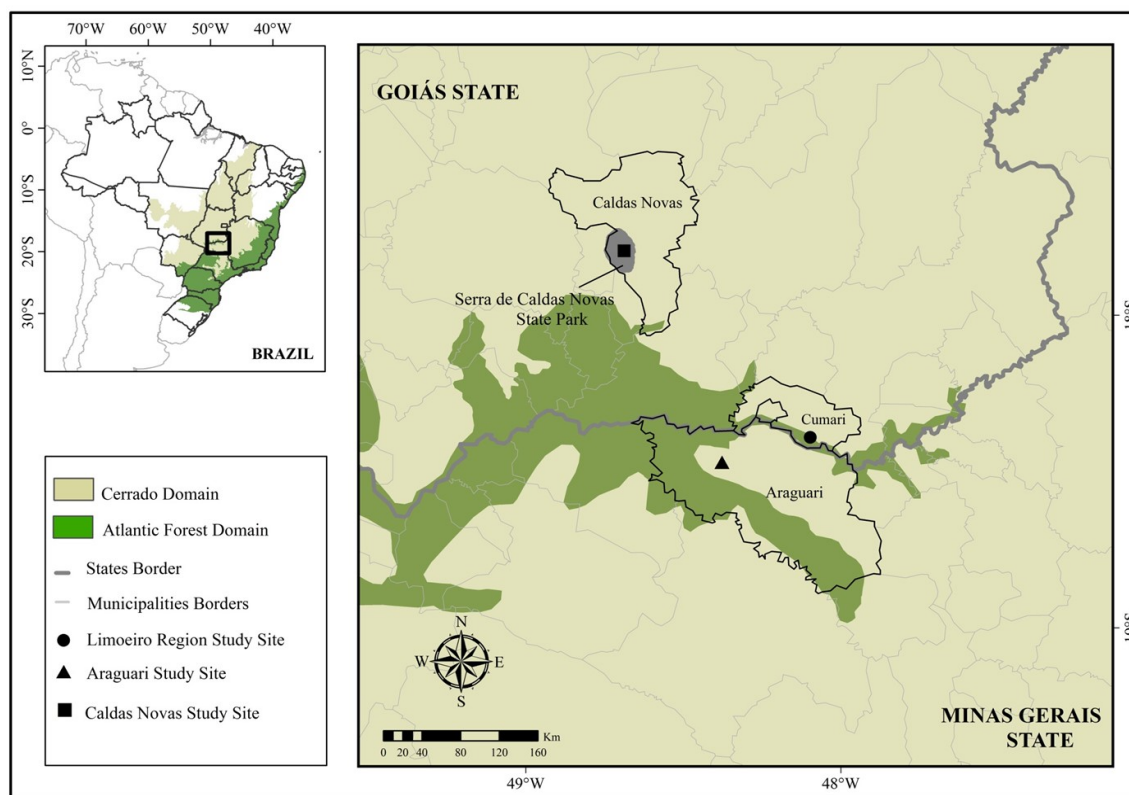 70°W
60°W
50°W
40°W
10°N
0°
10°S
20°S
30°S
BRAZIL
GOIÁS STATE
Caldas Novas
Serra de Caldas Novas
State Park
Cumari
Araguari
MINAS GERAIS
STATE
18°S
19°S
49°W
48°W
Cerrado Domain
Atlantic Forest Domain
States Border
Municipalities Borders
Limoeiro Region Study Site
Araguari Study Site
Caldas Novas Study Site
N
W
E
S
Km
0 20 40 80 120 160